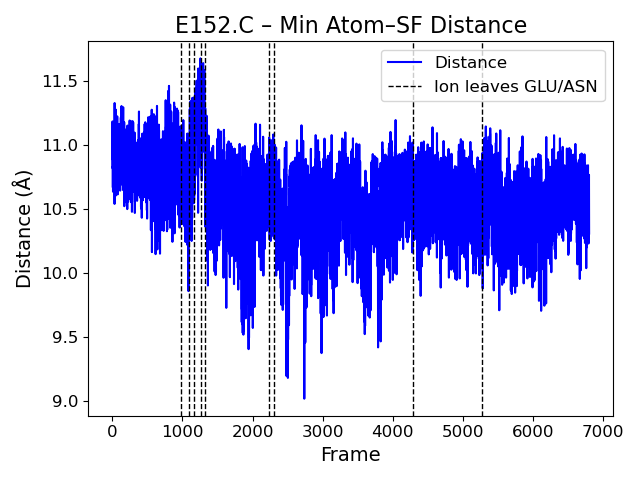 E152.C – Min Atom–SF Distance
Distance
Ion leaves GLU/ASN
Distance (Å)
11.5
11.0
10.5
10.0
9.5
9.0
0 1000 2000 3000 4000 5000 6000 7000
Frame